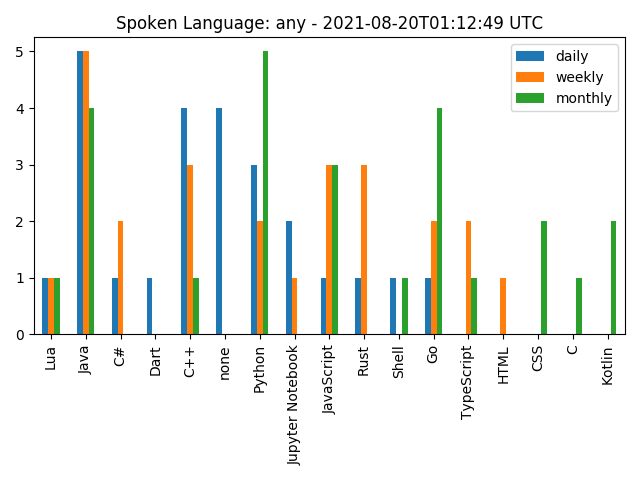 Spoken Language: any - 2021-08-20T01:12:49 UTC
daily
weekly
monthly
5
4
3
2
1
0
Lua
Java
C#
Dart
C++
none
Python
Jupyter Notebook
JavaScript
Rust
Shell
Go
TypeScript
HTML
CSS
C
Kotlin